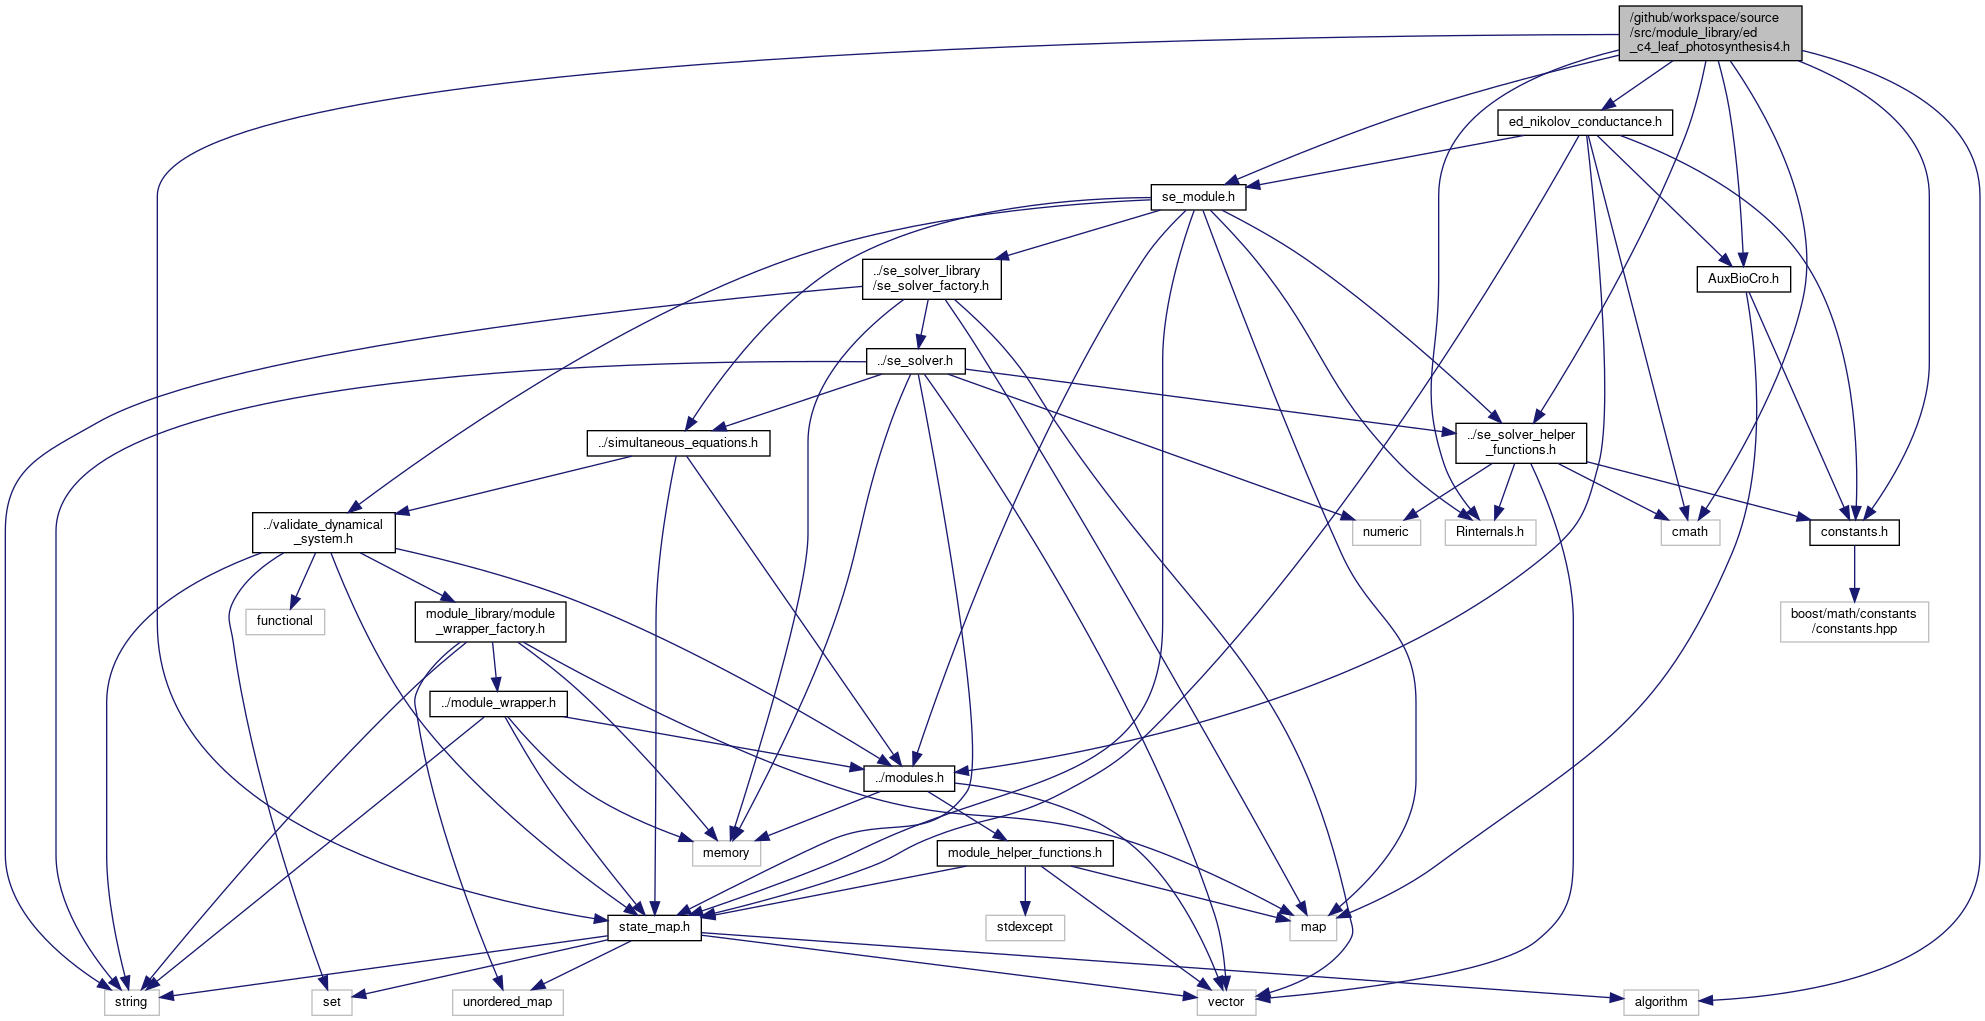 /github/workspace/source
/src/module_library/ed
_c4_leaf_photosynthesis4.h
ed_nikolov_conductance.h
se_module.h
../se_solver_library
/se_solver_factory.h
AuxBioCro.h
../se_solver.h
../simultaneous_equations.h
../se_solver_helper
_functions.h
../validate_dynamical
_system.h
numeric
Rinternals.h
cmath
constants.h
functional
module_library/module
_wrapper_factory.h
boost/math/constants
/constants.hpp
../module_wrapper.h
../modules.h
memory
module_helper_functions.h
state_map.h
stdexcept
map
string
set
unordered_map
vector
algorithm